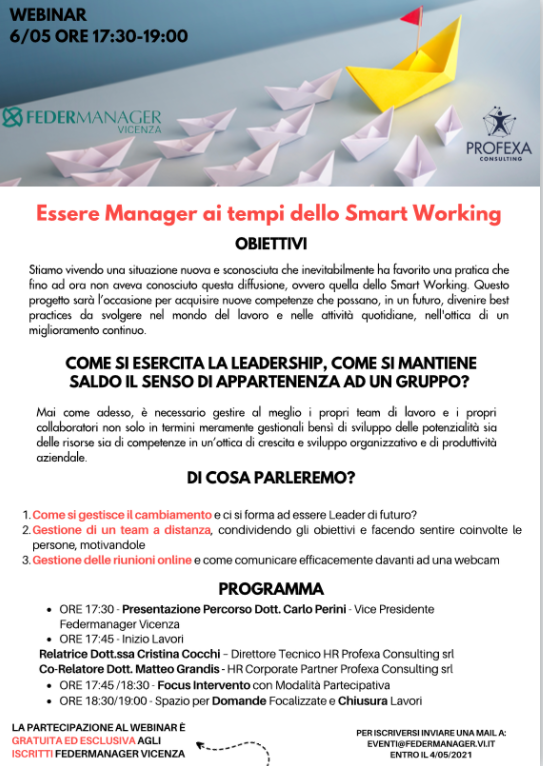 WEBINAR
6/05 ORE 17:30-19:00
FEDERMANAGER
VICENZA
PROFEXA
CONSULTING
Essere Manager ai tempi dello Smart Working
OBIETTIVI
Stiamo vivendo una situazione nuova e sconosciuta che inevitabilmente ha favorito una pratica che
fino ad ora non aveva conosciuto questa diffusione, ovvero quella dello Smart Working. Questo
progetto sarà l'occasione per acquisire nuove competenze che possano, in un futuro, divenire best
practices da svolgere nel mondo del lavoro e nelle attività quotidiane, nell'ottica di un
miglioramento continuo.
COME SI ESERCITA LA LEADERSHIP, COME SI MANTIENE
SALDO IL SENSO DI APPARTENENZA AD UN GRUPPO?
Mai come adesso, è necessario gestire al meglio i propri team di lavoro e i propri
collaboratori non solo in termini meramente gestionali bensì di sviluppo delle potenzialità sia
delle risorse sia di competenze in un'ottica di crescita e sviluppo organizzativo e di produttività
aziendale.
DI COSA PARLEREMO?
1. Come si gestisce il cambiamento e ci si forma ad essere Leader di futuro?
2. Gestione di un team a distanza, condividendo gli obiettivi e facendo sentire coinvolte le
persone, motivandole
3. Gestione delle riunioni online e come comunicare efficacemente davanti ad una webcam
PROGRAMMA
• ORE 17:30 - Presentazione Percorso Dott. Carlo Perini - Vice Presidente
Federmanager Vicenza
• ORE 17:45 - Inizio Lavori
Relatrice Dott.ssa Cristina Cocchi – Direttore Tecnico HR Profexa Consulting srl
Co-Relatore Dott. Matteo Grandis - HR Corporate Partner Profexa Consulting srl
• ORE 17:45 /18:30 - Focus Intervento con Modalità Partecipativa
• ORE 18:30/19:00 - Spazio per Domande Focalizzate e Chiusura Lavori
LA PARTECIPAZIONE AL WEBINAR È
GRATUITA ED ESCLUSIVA AGLI
ISCRITTI FEDERMANAGER VICENZA
PER ISCRIVERSI INVIARE UNA MAIL A:
EVENTI@FEDERMANAGER.VI.IT
ENTRO IL 4/05/2021